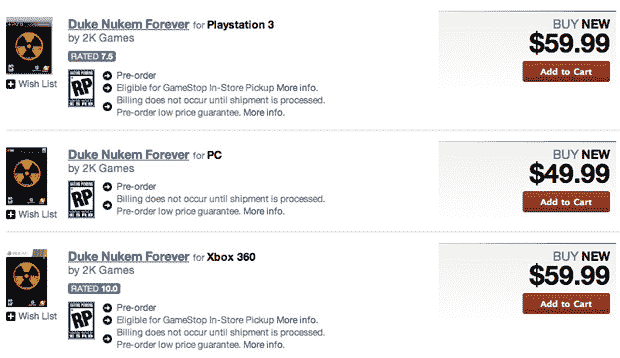 Duke Nukem Forever for Playstation 3
by 2K Games
RATED 7.5
RP
Wish List
Pre-order
Eligible for GameStop In-Store Pickup More info.
Billing does not occur until shipment is processed.
Pre-order low price guarantee. More info.
BUY NEW
$59.99
Add to Cart
Duke Nukem Forever for PC
by 2K Games
RP
Wish List
Pre-order
Billing does not occur until shipment is processed.
Pre-order low price guarantee. More info.
BUY NEW
$49.99
Add to Cart
Duke Nukem Forever for Xbox 360
by 2K Games
RATED 10.0
RP
Wish List
Pre-order
Eligible for GameStop In-Store Pickup More info.
Billing does not occur until shipment is processed.
Pre-order low price guarantee. More info.
BUY NEW
$59.99
Add to Cart